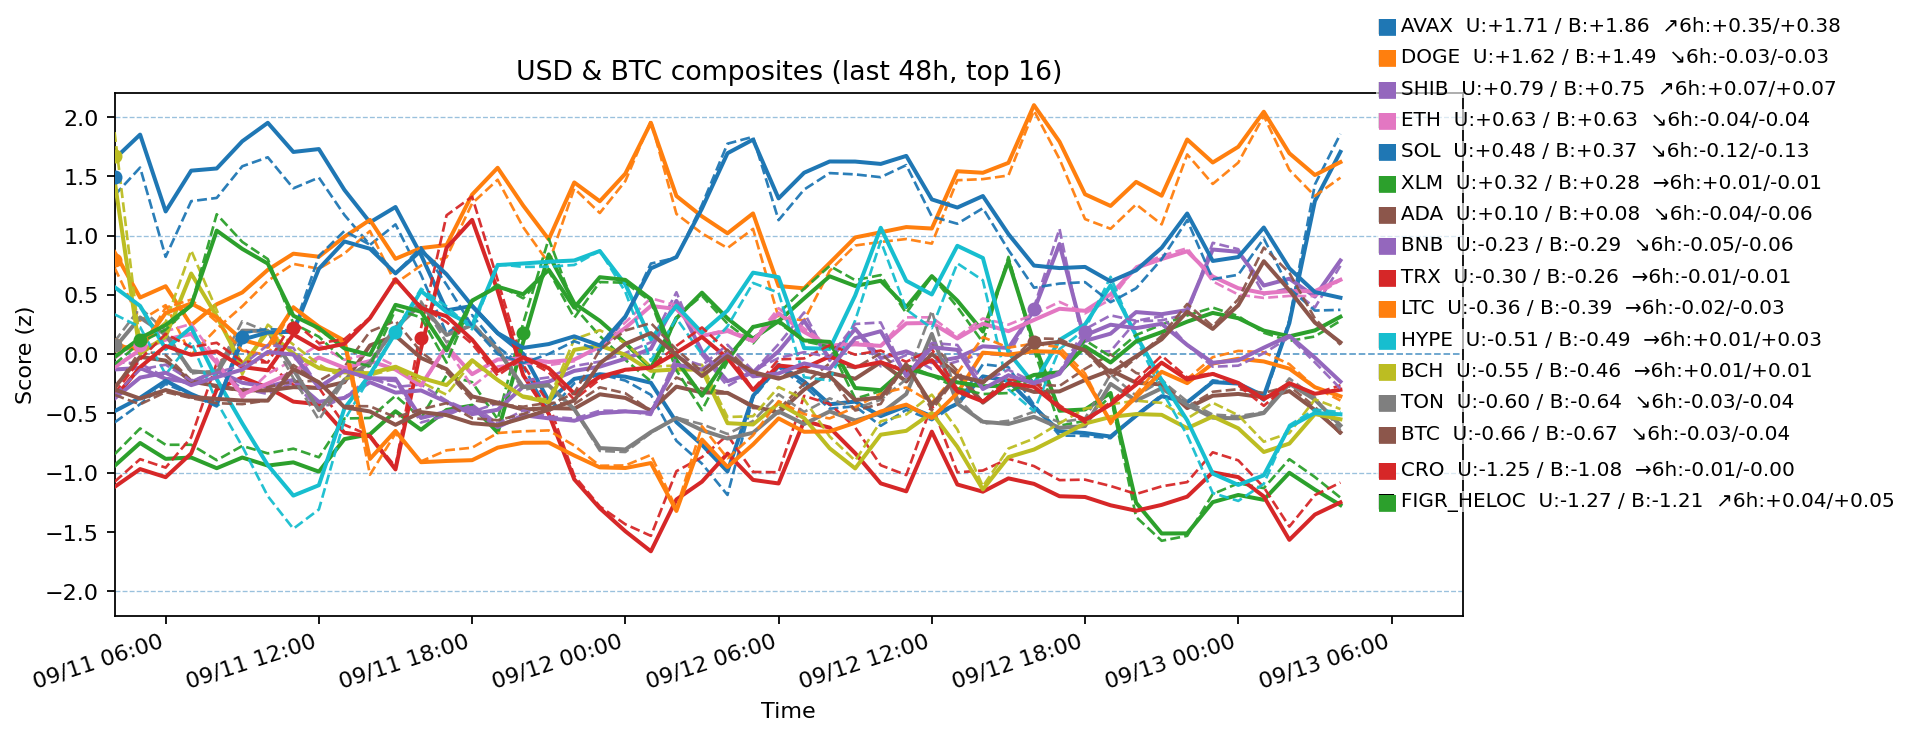 USD & BTC composites (last 48h, top 16)
AVAX U:+1.71 / B:+1.86 ↗6h:+0.35/+0.38
DOGE U:+1.62 / B:+1.49 ↘6h:-0.03/-0.03
SHIB U:+0.79 / B:+0.75 ↗6h:+0.07/+0.07
ETH U:+0.63 / B:+0.63 ↘6h:-0.04/-0.04
SOL U:+0.48 / B:+0.37 ↘6h:-0.12/-0.13
XLM U:+0.32 / B:+0.28 →6h:+0.01/-0.01
ADA U:+0.10 / B:+0.08 ↘6h:-0.04/-0.06
BNB U:-0.23 / B:-0.29 ↘6h:-0.05/-0.06
TRX U:-0.30 / B:-0.26 →6h:-0.01/-0.01
LTC U:-0.36 / B:-0.39 →6h:-0.02/-0.03
HYPE U:-0.51 / B:-0.49 →6h:+0.01/+0.03
BCH U:-0.55 / B:-0.46 →6h:+0.01/+0.01
TON U:-0.60 / B:-0.64 ↘6h:-0.03/-0.04
BTC U:-0.66 / B:-0.67 ↘6h:-0.03/-0.04
CRO U:-1.25 / B:-1.08 →6h:-0.01/-0.00
FIGR_HELOC U:-1.27 / B:-1.21 ↗6h:+0.04/+0.05
Score (z)
2.0
1.5
1.0
0.5
0.0
−0.5
−1.0
−1.5
−2.0
09/11 06:00
09/11 12:00
09/11 18:00
09/12 00:00
09/12 06:00
09/12 12:00
09/12 18:00
09/13 00:00
09/13 06:00
Time